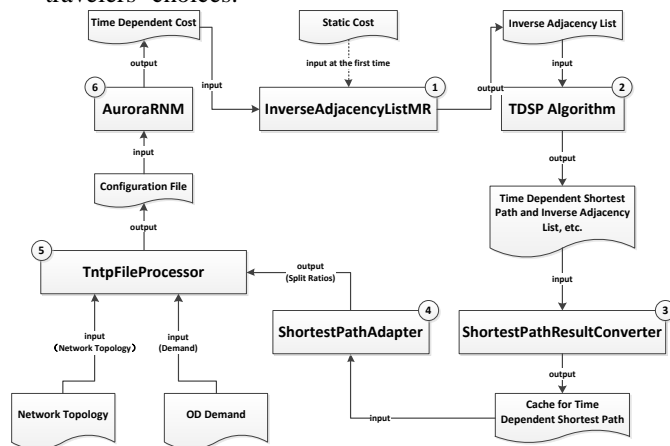 travelers' choices.
Time Dependent Cost
Static Cost
Inverse Adjacency List
output
input
input at the first time
output
input
6
AuroraRNM
1
InverseAdjacencyListMR
2
TDSP Algorithm
input
output
Configuration File
Time Dependent Shortest
Path and Inverse Adjacency
List, etc.
output
input
5
TntpFileProcessor
output
(Split Ratios)
4
ShortestPathAdapter
3
ShortestPathResultConverter
input
(Network Topology)
input
(Demand)
output
Network Topology
OD Demand
input
Cache for Time
Dependent Shortest Path